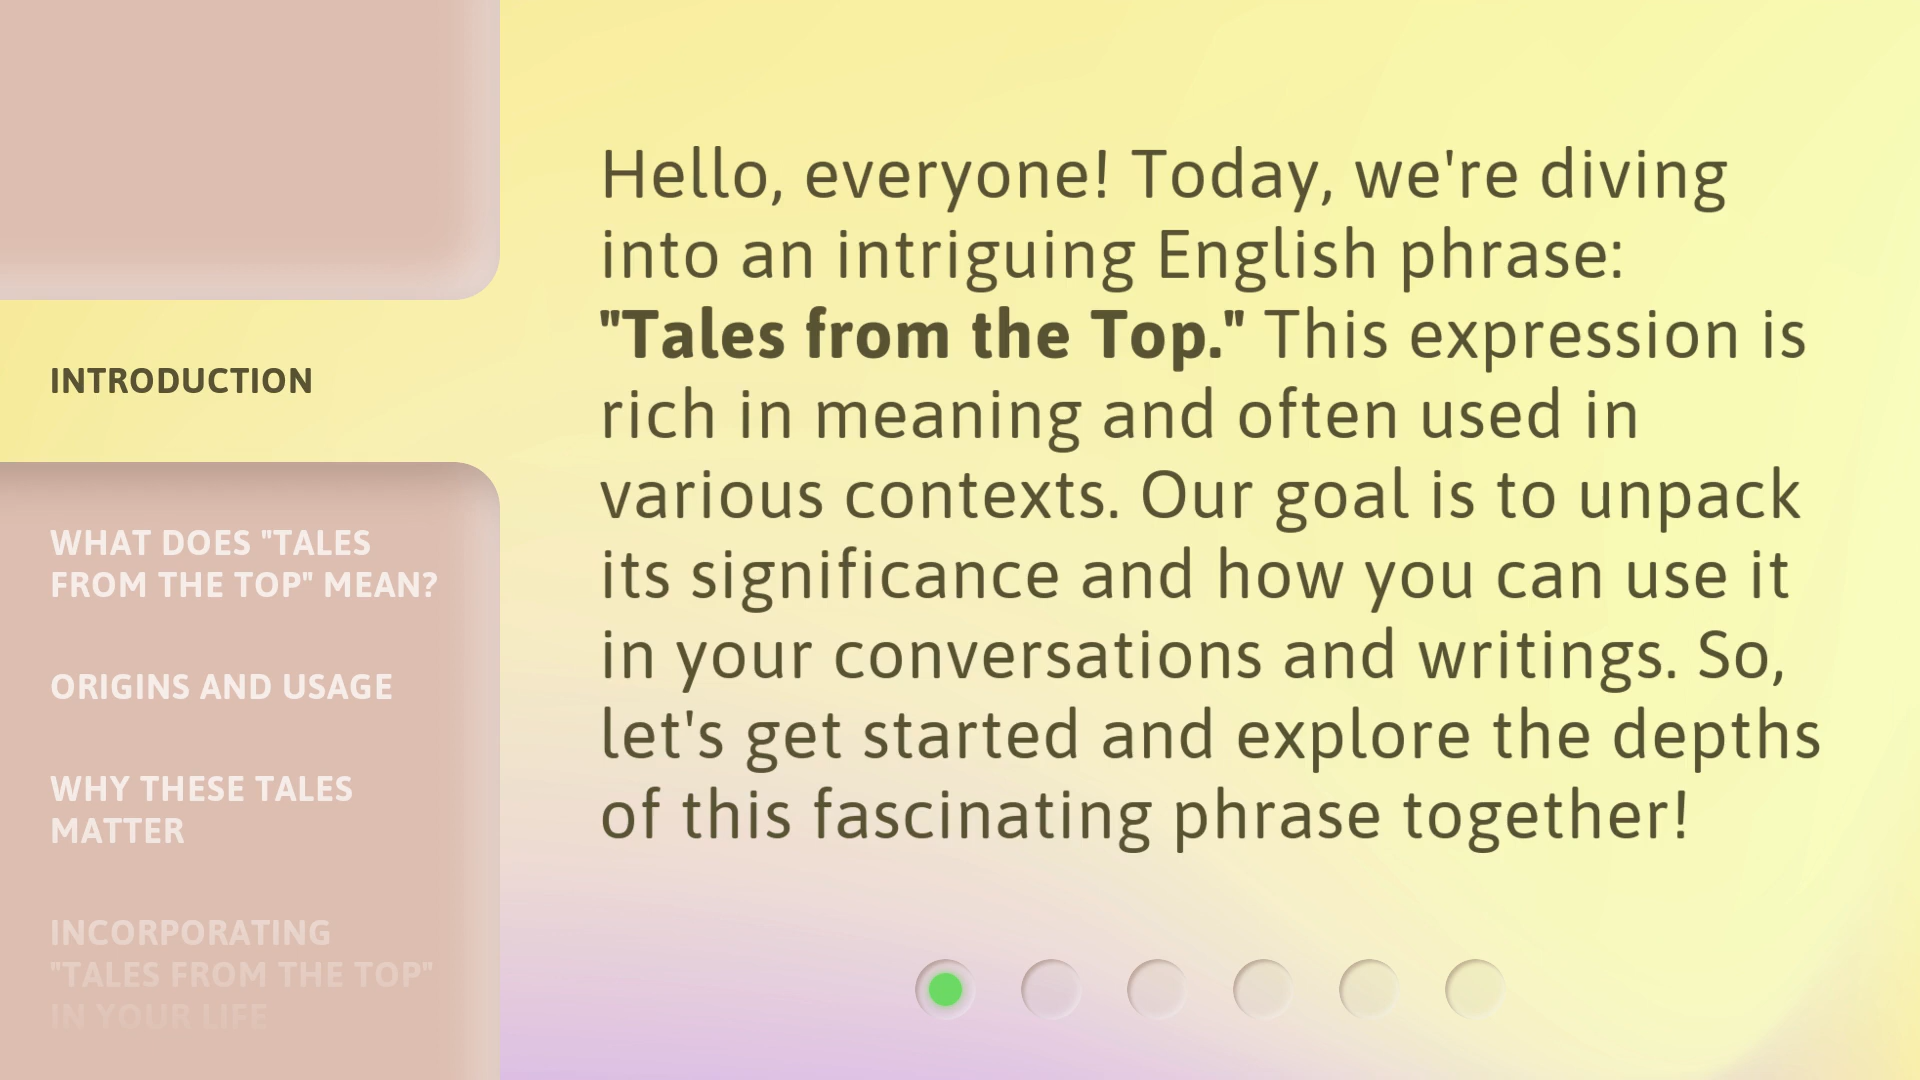 INTRODUCTION
WHAT DOES "TALES
FROM THE TOP" MEAN?
ORIGINS AND USAGE
WHY THESE TALES
MATTER
INCORPORATING
"TALES FROM THE TOP"
IN YOUR LIFE
Hello, everyone! Today, we're diving
into an intriguing English phrase:
"Tales from the Top." This expression is
rich in meaning and often used in
various contexts. Our goal is to unpack
its significance and how you can use it
in your conversations and writings. So,
let's get started and explore the depths
of this fascinating phrase together!